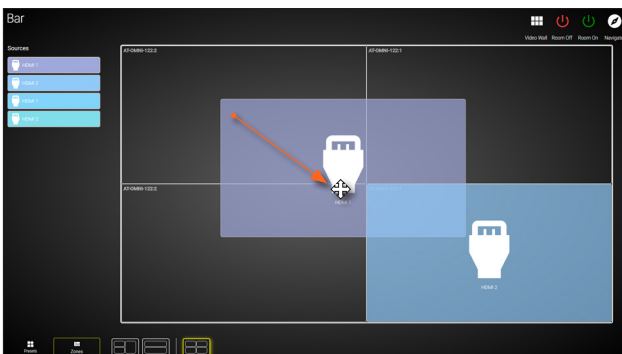 Bar
Video Wall Room Off Room On Navigate
Sources
HDMI 1
HDMI 2
HDMI 1
HDMI 2
AT-OMNI-122:2
AT-OMNI-122:1
AT-OMNI-122:2
HDMI 1
HDMI 2
Presets
Zones